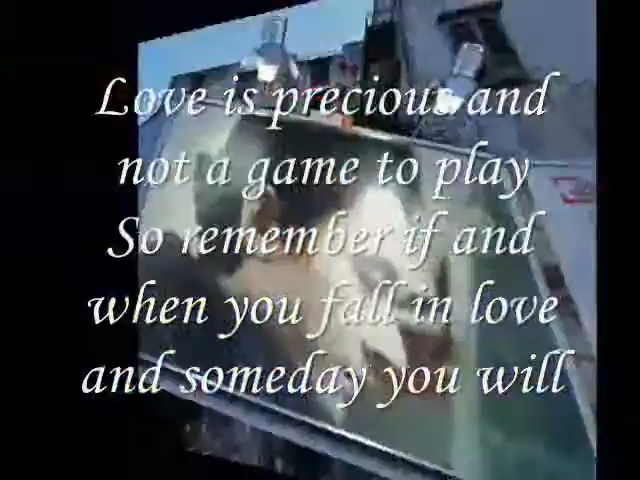 Love is precious and
not a game to play
So remember if and
when you fall in love
and someday you will